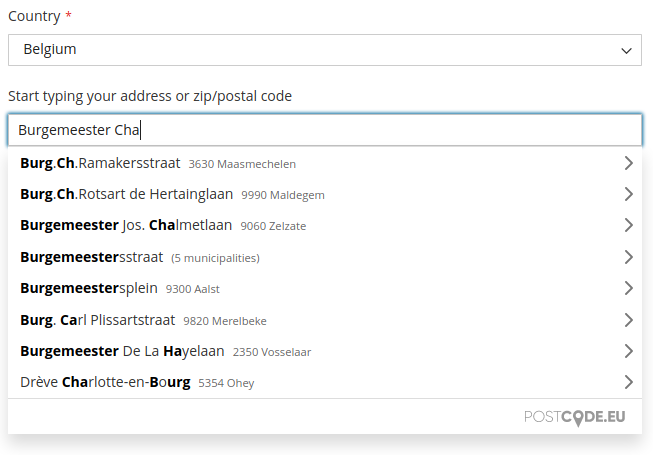 Country *
Belgium
Start typing your address or zip/postal code
Burgemeester Cha
Burg.Ch.Ramakersstraat 3630 Maasmechelen
Burg.Ch.Rotsart de Hertainglaan 9990 Maldegem
Burgemeester Jos. Chalmetlaan 9060 Zelzate
Burgemeestersstraat (5 municipalities)
Burgemeestersplein 9300 Aalst
Burg. Carl Plissartstraat 9820 Merelbeke
Burgemeester De La Hayelaan 2350 Vosselaar
Drève Charlotte-en-Bourg 5354 Ohey
POSTCODE.EU